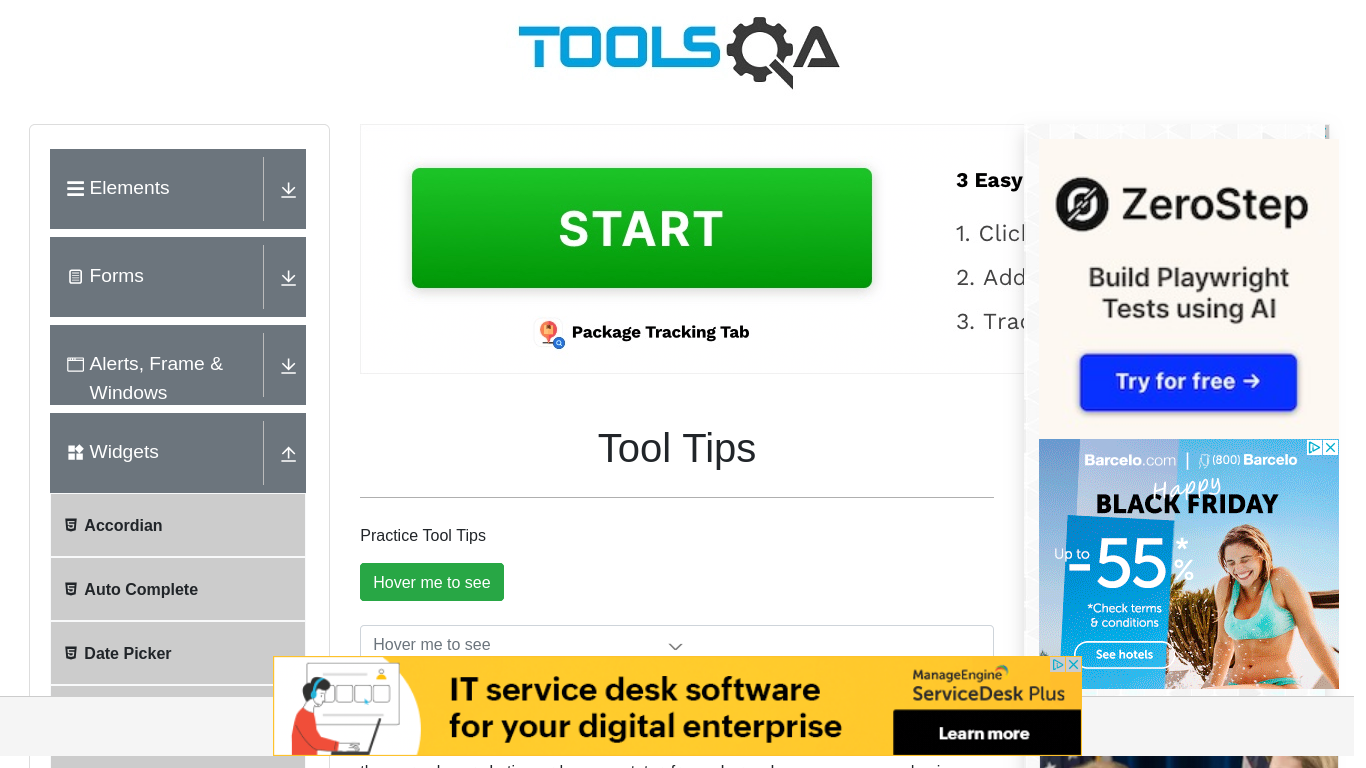 TOOLSQA
Elements
Forms
Alerts, Frame &
Windows
Widgets
Accordian
Auto Complete
Date Picker
START
Package Tracking Tab
3 Easy
1. Click
2. Add
3.
Tool Tips
Practice Tool Tips
Hover me to see
Hover me to see
ZeroStep
Build Playwright
Tests using AI
Try for free →
Barcelo.com | (800) Barcelo
Happy
BLACK FRIDAY
Up to
-55*%
*Check terms
& conditions
See hotels
IT service desk software
for your digital enterprise
ManageEngine
ServiceDesk Plus
Learn more